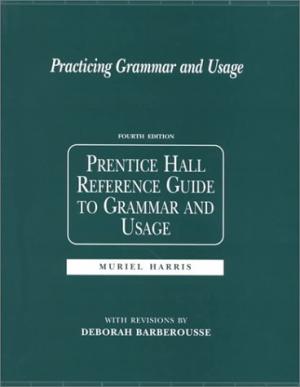 Practicing Grammar and Usage
FOURTH EDITION
PRENTICE HALL
REFERENCE GUIDE
TO GRAMMAR AND
USAGE
MURIEL HARRIS
WITH REVISIONS BY
DEBORAH BARBEROUSSE